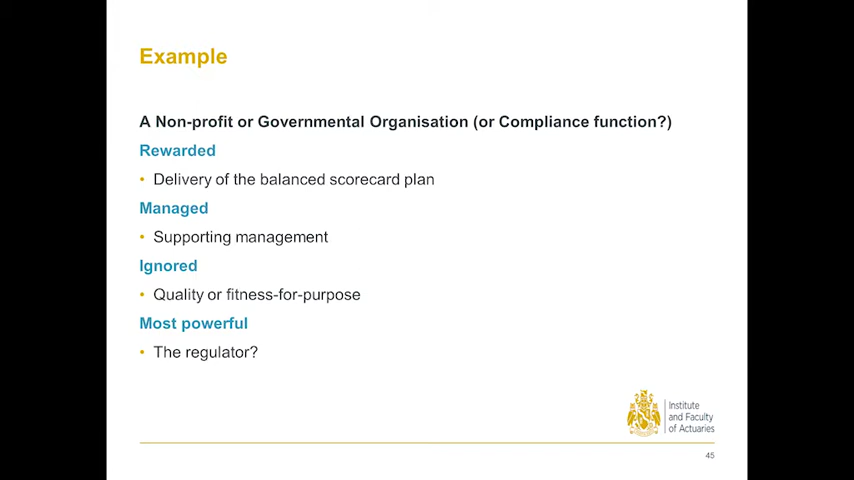 Example
A Non-profit or Governmental Organisation (or Compliance function?)
Rewarded
• Delivery of the balanced scorecard plan
Managed
• Supporting management
Ignored
• Quality or fitness-for-purpose
Most powerful
• The regulator?
Institute
and Faculty
of Actuaries
45